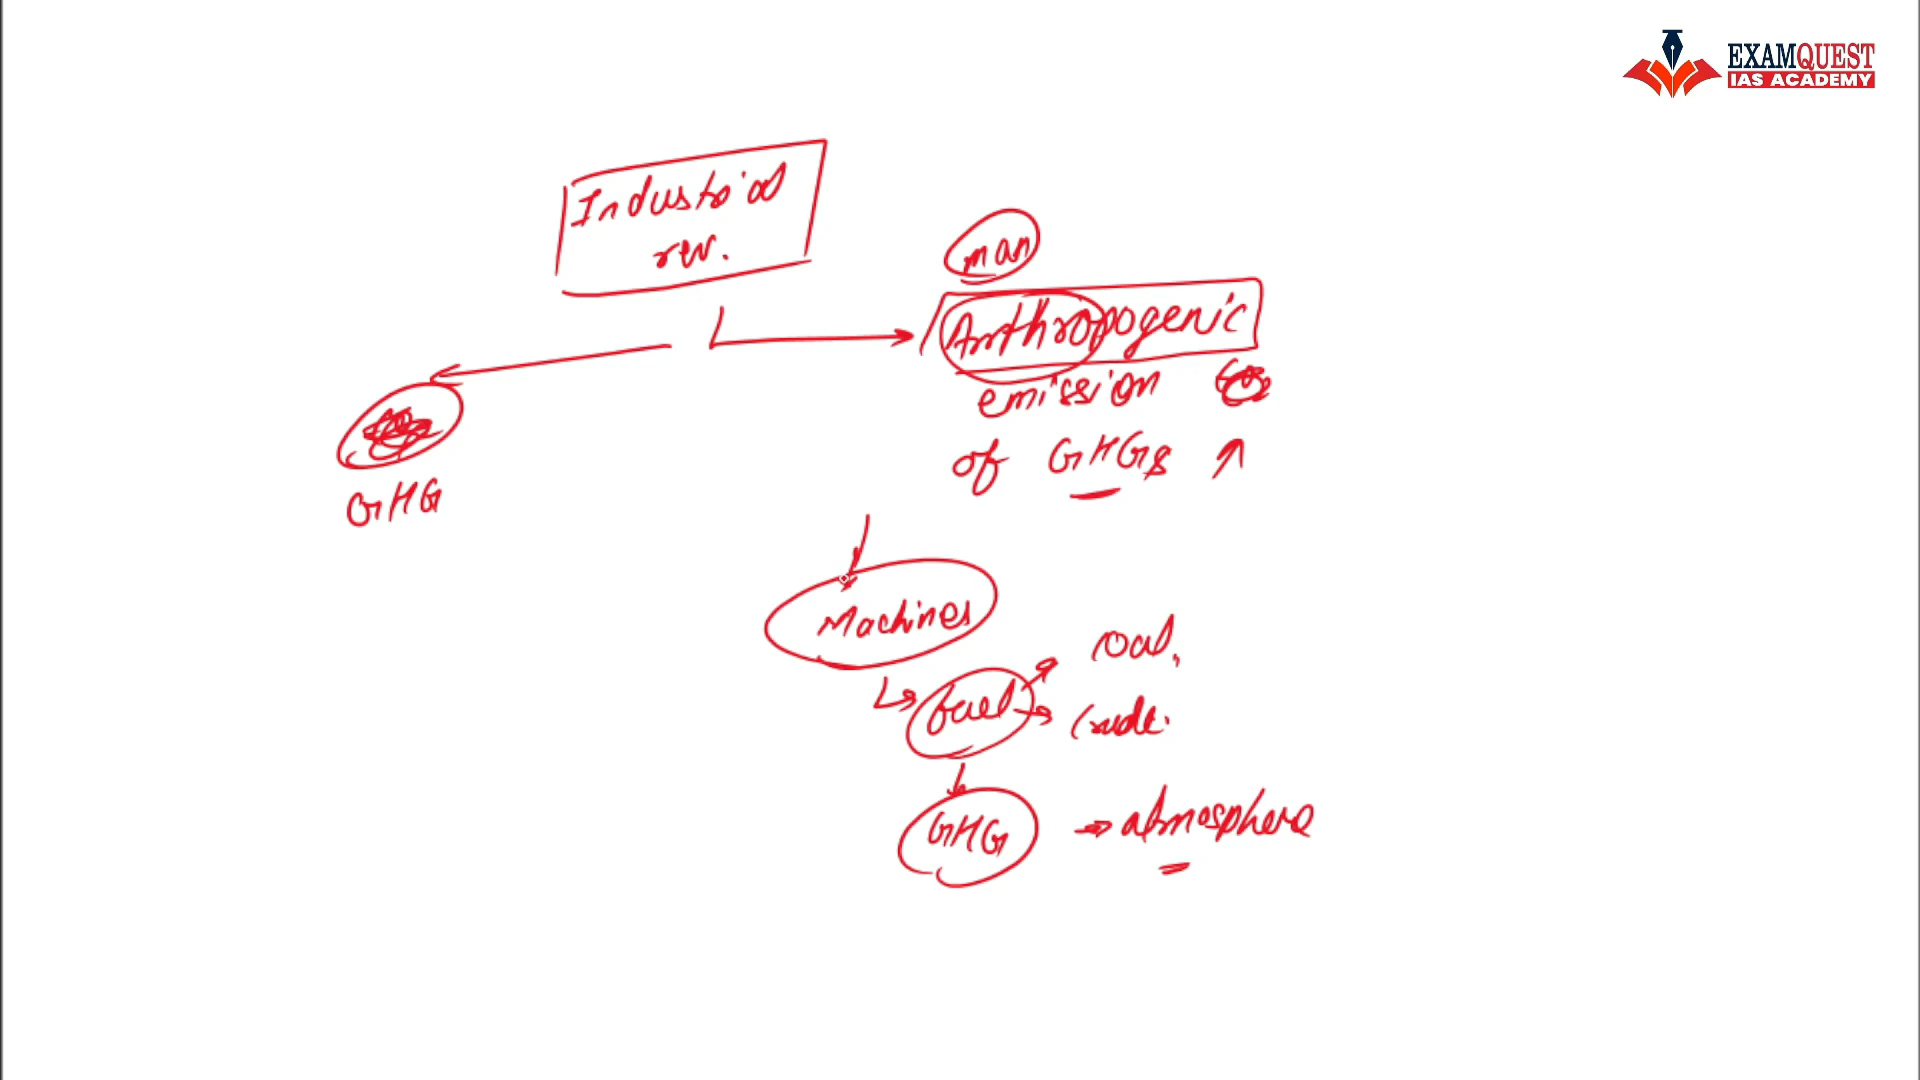 EXAMQUEST
IAS ACADEMY
Industrial
rev.
man
Anthropogenic
emission
of GHGs ↑
GHG
Machines
fuel
coal,
crude
GHG → atmosphere